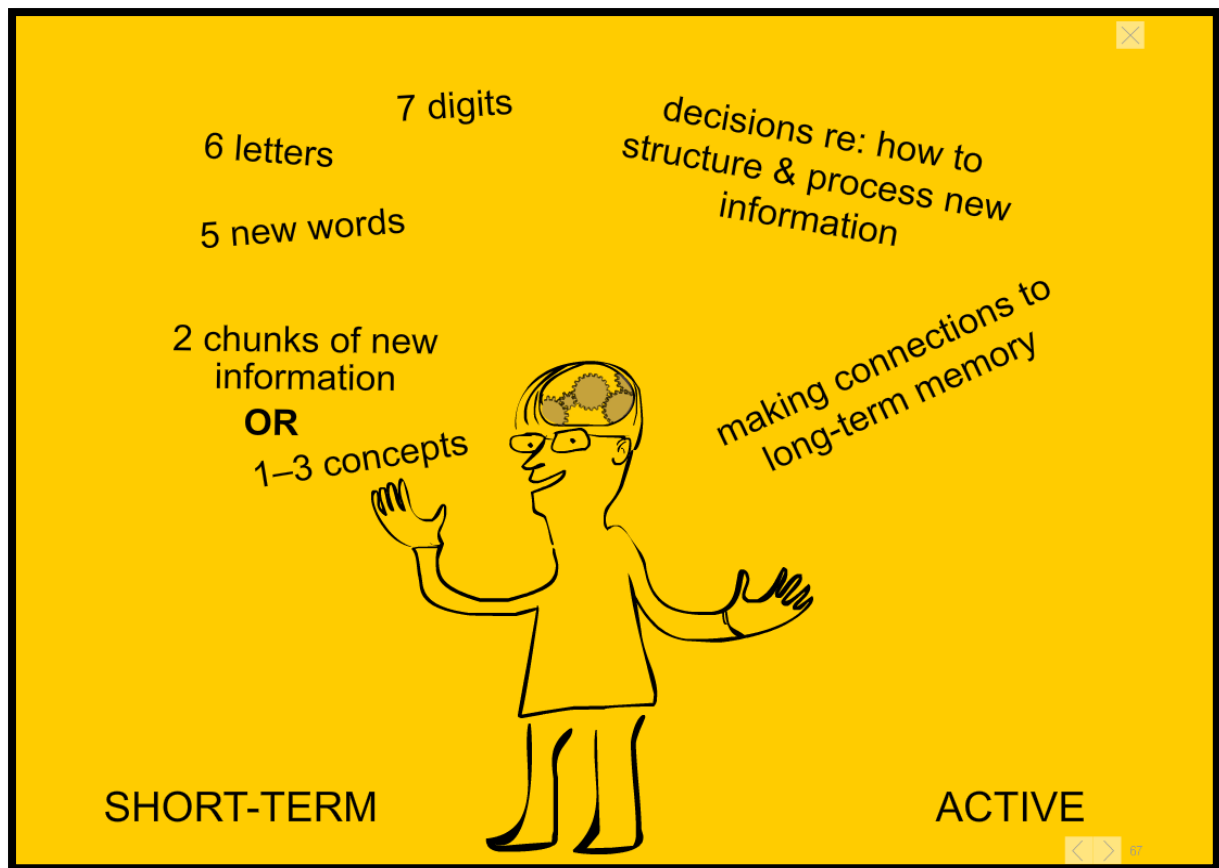 7 digits
6 letters
5 new words
2 chunks of new
information
OR
1–3 concepts
decisions re: how to
structure & process new
information
making connections to
long-term memory
SHORT-TERM
ACTIVE
67